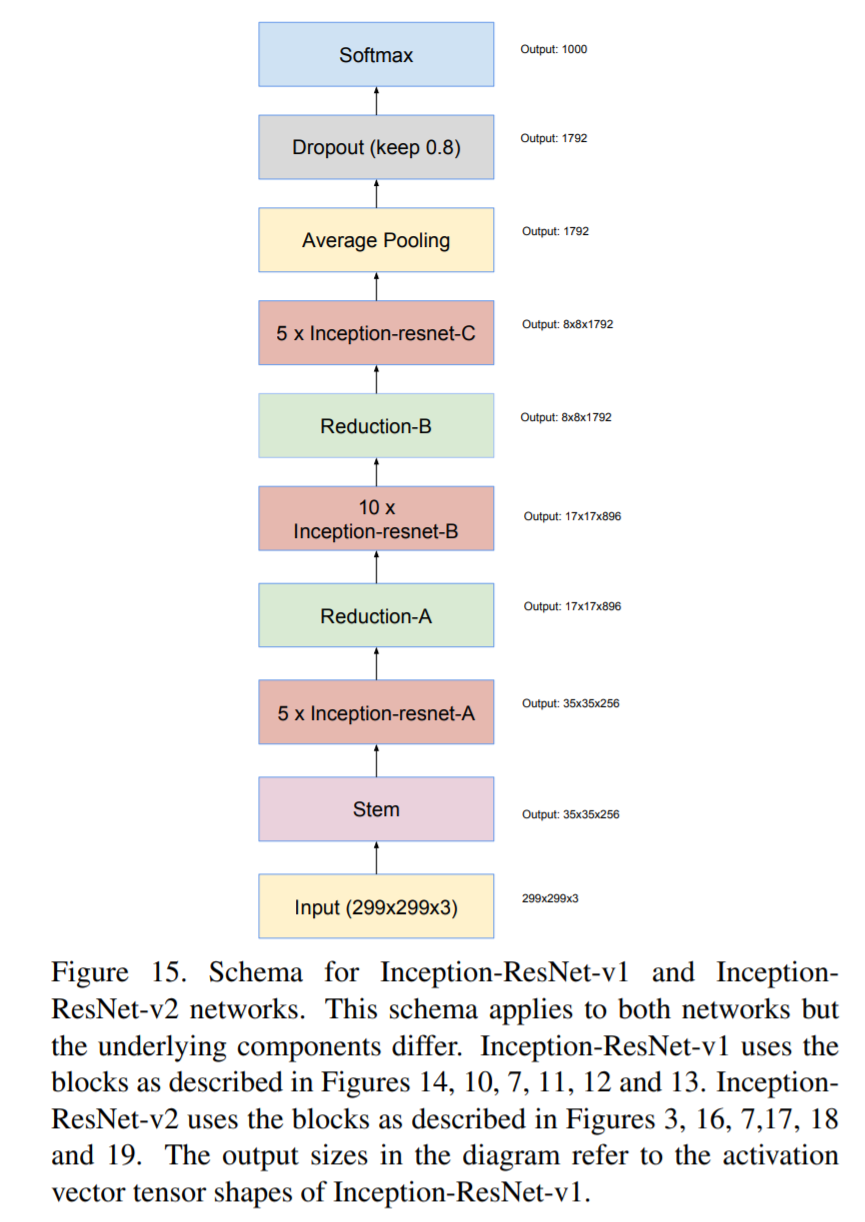 Softmax
Output: 1000
Dropout (keep 0.8)
Output: 1792
Average Pooling
Output: 1792
5 x Inception-resnet-C
Output: 8x8x1792
Reduction-B
Output: 8x8x1792
10 x
Inception-resnet-B
Output: 17x17x896
Reduction-A
Output: 17x17x896
5 x Inception-resnet-A
Output: 35x35x256
Stem
Output: 35x35x256
Input (299x299x3)
299x299x3
Figure 15. Schema for Inception-ResNet-v1 and Inception-
ResNet-v2 networks. This schema applies to both networks but
the underlying components differ. Inception-ResNet-v1 uses the
blocks as described in Figures 14, 10, 7, 11, 12 and 13. Inception-
ResNet-v2 uses the blocks as described in Figures 3, 16, 7,17, 18
and 19. The output sizes in the diagram refer to the activation
vector tensor shapes of Inception-ResNet-v1.